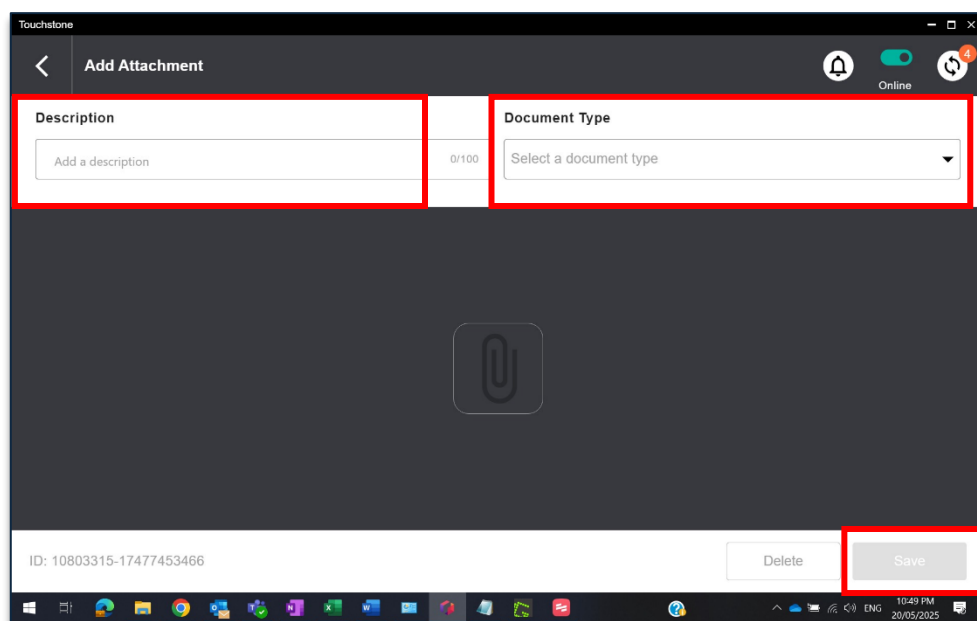 Touchstone
Add Attachment
4
Online
Description
Document Type
Add a description
0/100
Select a document type
ID: 10803315-17477453466
Delete
Save
ENG
10:49 PM
20/05/2025